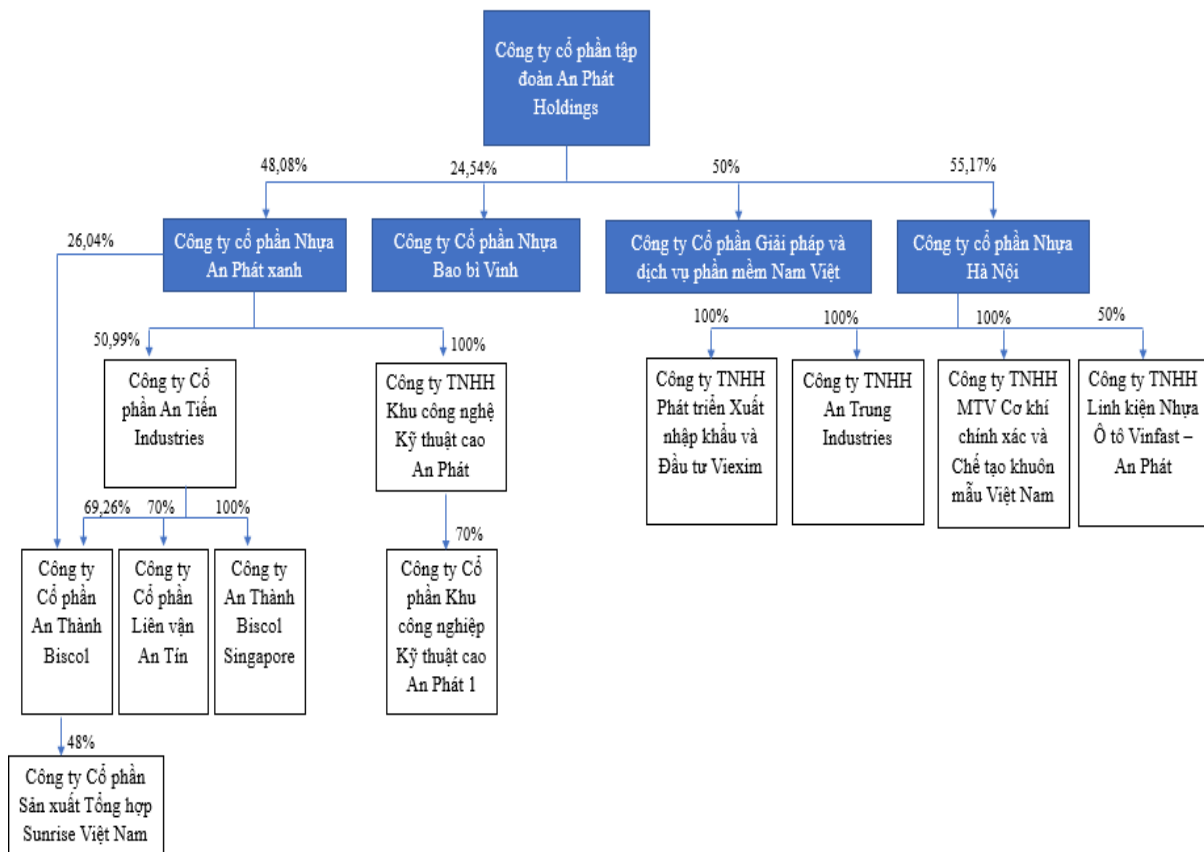 Công ty cổ phần tập
đoàn An Phát
Holdings
48,08%
24,54%
50%
55,17%
Công ty cổ phần Nhựa
An Phát xanh
Công ty Cổ phần Nhựa
Bao bì Vinh
Công ty Cổ phần Giải pháp và
dịch vụ phần mềm Nam Việt
Công ty cổ phần Nhựa
Hà Nội
26,04%
50,99%
100%
100%
100%
100%
50%
Công ty Cổ
phần An Tiến
Industries
Công ty TNHH
Khu công nghệ
Kỹ thuật cao
An Phát
Công ty TNHH
Phát triển Xuất
nhập khẩu và
Đầu tư Viexim
Công ty TNHH
An Trung
Industries
Công ty TNHH
MTV Cơ khí
chính xác và
Chế tạo khuôn
mẫu Việt Nam
Công ty TNHH
Linh kiện Nhựa
Ô tô Vinfast –
An Phát
69,26%
70%
100%
70%
Công ty
Cổ phần
An Thành
Biscol
Công ty
Cổ phần
Liên vận
An Tín
Công ty
An Thành
Biscol
Singapore
Công ty Cổ
phần Khu
công nghiệp
Kỹ thuật cao
An Phát 1
48%
Công ty Cổ phần
Sản xuất Tổng hợp
Sunrise Việt Nam